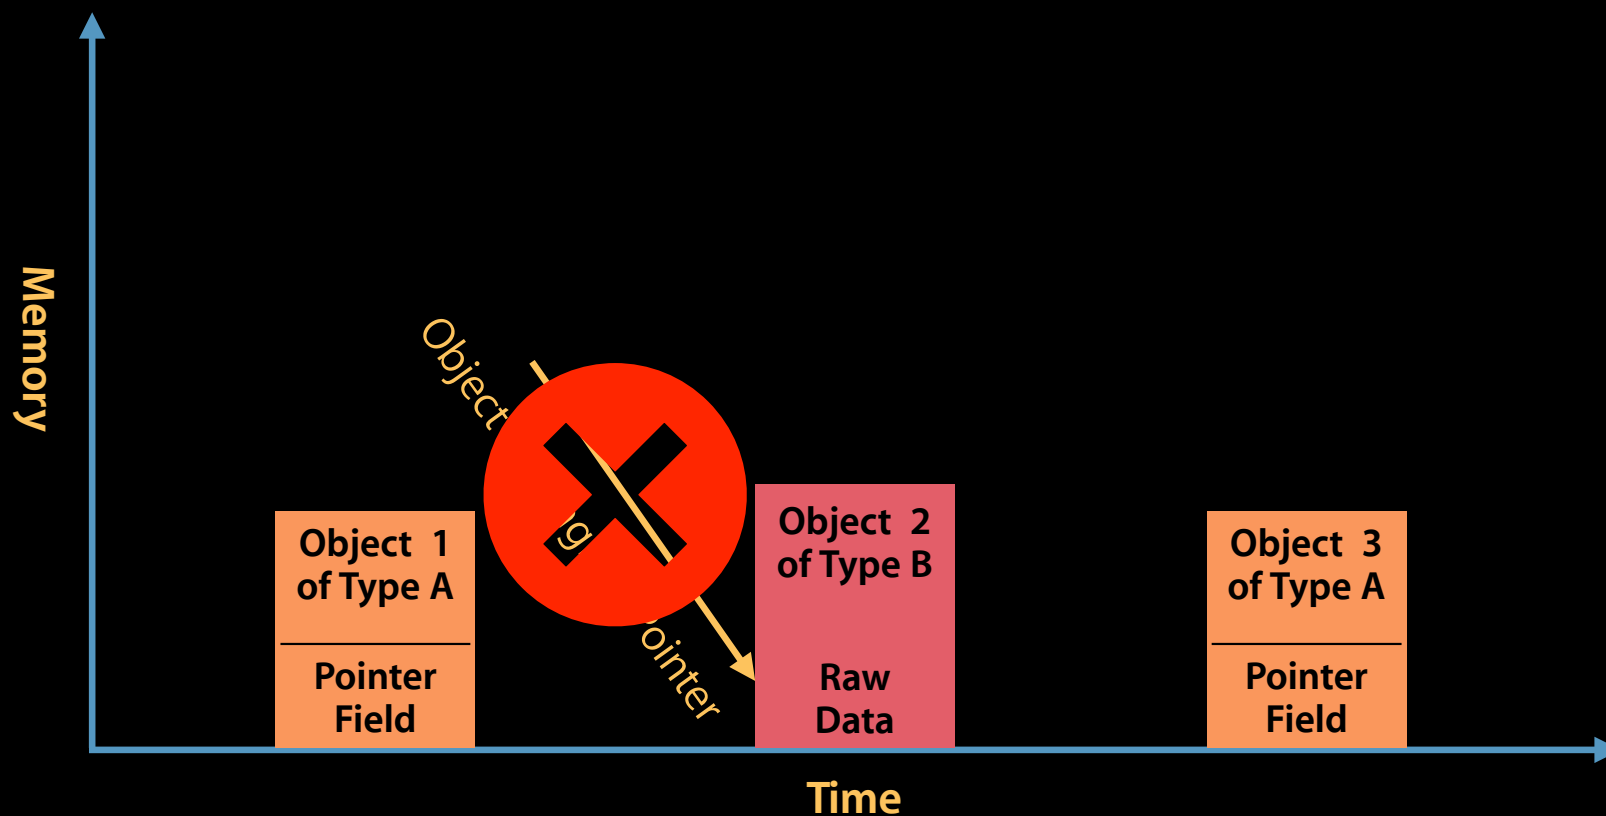 Memory
Object
Object 1
of Type A
Pointer
Field
Object 2
of Type B
Raw
Data
Object 3
of Type A
Pointer
Field
Time